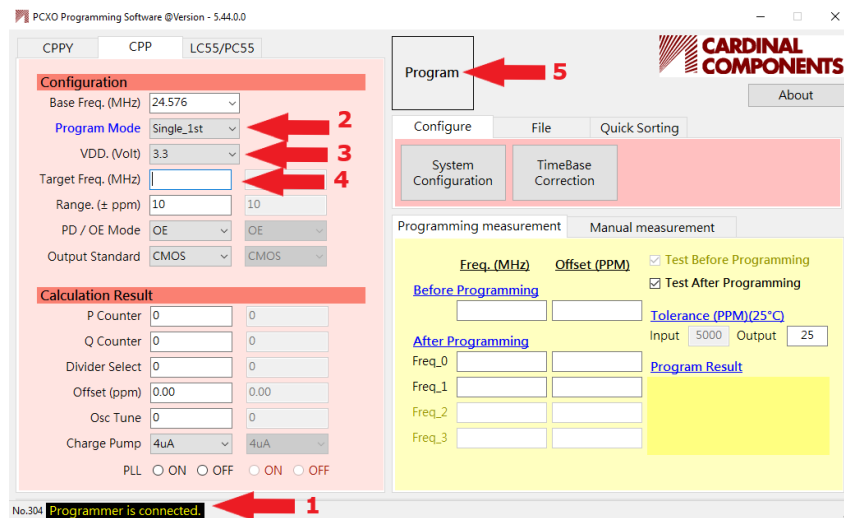 PCXO Programming Software @Version - 5.44.0.0
CPPY CPP LC55/PC55
Configuration
Base Freq. (MHz) 24.576
Program Mode Single_1st 2
VDD. (Volt) 3.3 3
Target Freq. (MHz) 4
Range. (± ppm) 10 10
PD / OE Mode OE OE
Output Standard CMOS CMOS
Calculation Result
P Counter 0 0
Q Counter 0 0
Divider Select 0 0
Offset (ppm) 0.00 0.00
Osc Tune 0 0
Charge Pump 4uA 4uA
PLL ON OFF ON OFF
Program 5
CARDINAL
COMPONENTS
About
Configure File Quick Sorting
System
Configuration
TimeBase
Correction
Programming measurement Manual measurement
Freq. (MHz) Offset (PPM)
Test Before Programming
Test After Programming
Before Programming
Tolerance (PPM)(25°C)
Input 5000 Output 25
After Programming
Freq_0
Freq_1
Freq_2
Freq_3
Program Result
No.304 Programmer is connected. 1